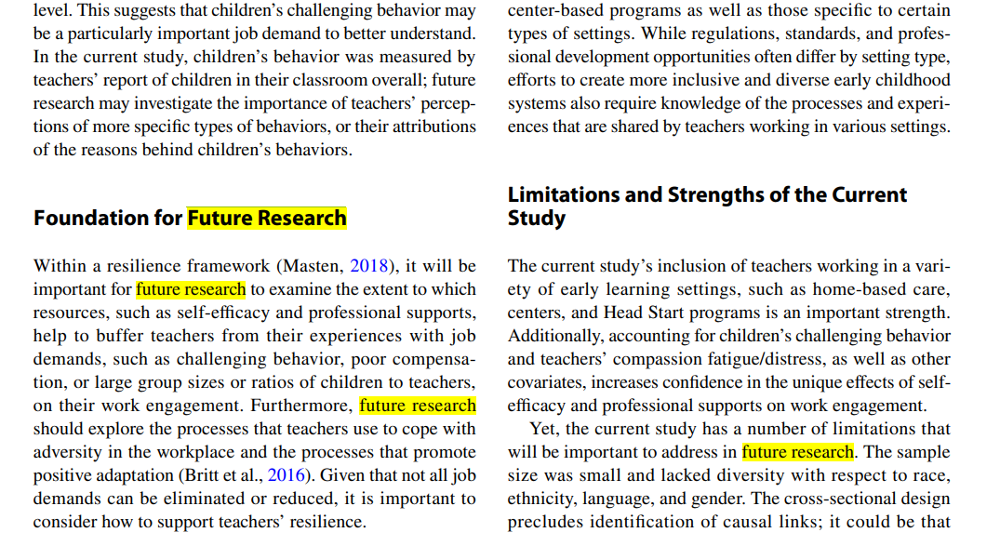 level. This suggests that children’s challenging behavior may
be a particularly important job demand to better understand.
In the current study, children’s behavior was measured by
teachers’ report of children in their classroom overall; future
research may investigate the importance of teachers’ percep-
tions of more specific types of behaviors, or their attributions
of the reasons behind children’s behaviors.
Foundation for Future Research
Within a resilience framework (Masten, 2018), it will be
important for future research to examine the extent to which
resources, such as self-efficacy and professional supports,
help to buffer teachers from their experiences with job
demands, such as challenging behavior, poor compensa-
tion, or large group sizes or ratios of children to teachers,
on their work engagement. Furthermore, future research
should explore the processes that teachers use to cope with
adversity in the workplace and the processes that promote
positive adaptation (Britt et al., 2016). Given that not all job
demands can be eliminated or reduced, it is important to
consider how to support teachers’ resilience.
center-based programs as well as those specific to certain
types of settings. While regulations, standards, and profes-
sional development opportunities often differ by setting type,
efforts to create more inclusive and diverse early childhood
systems also require knowledge of the processes and experi-
ences that are shared by teachers working in various settings.
Limitations and Strengths of the Current
Study
The current study’s inclusion of teachers working in a vari-
ety of early learning settings, such as home-based care,
centers, and Head Start programs is an important strength.
Additionally, accounting for children’s challenging behavior
and teachers’ compassion fatigue/distress, as well as other
covariates, increases confidence in the unique effects of self-
efficacy and professional supports on work engagement.
Yet, the current study has a number of limitations that
will be important to address in future research. The sample
size was small and lacked diversity with respect to race,
ethnicity, language, and gender. The cross-sectional design
precludes identification of causal links; it could be that